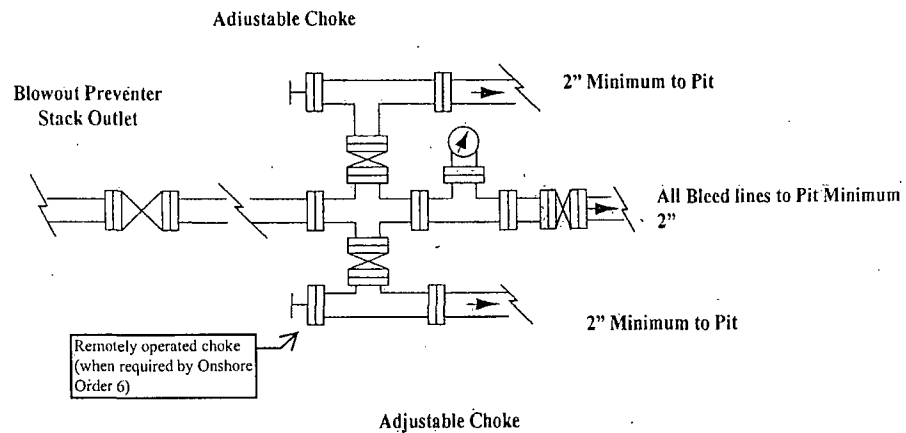 Adjustable Choke
Blowout Preventer
Stack Outlet
2" Minimum to Pit
All Bleed lines to Pit Minimum
2"
2" Minimum to Pit
Remotely operated choke
(when required by Onshore
Order 6)
Adjustable Choke